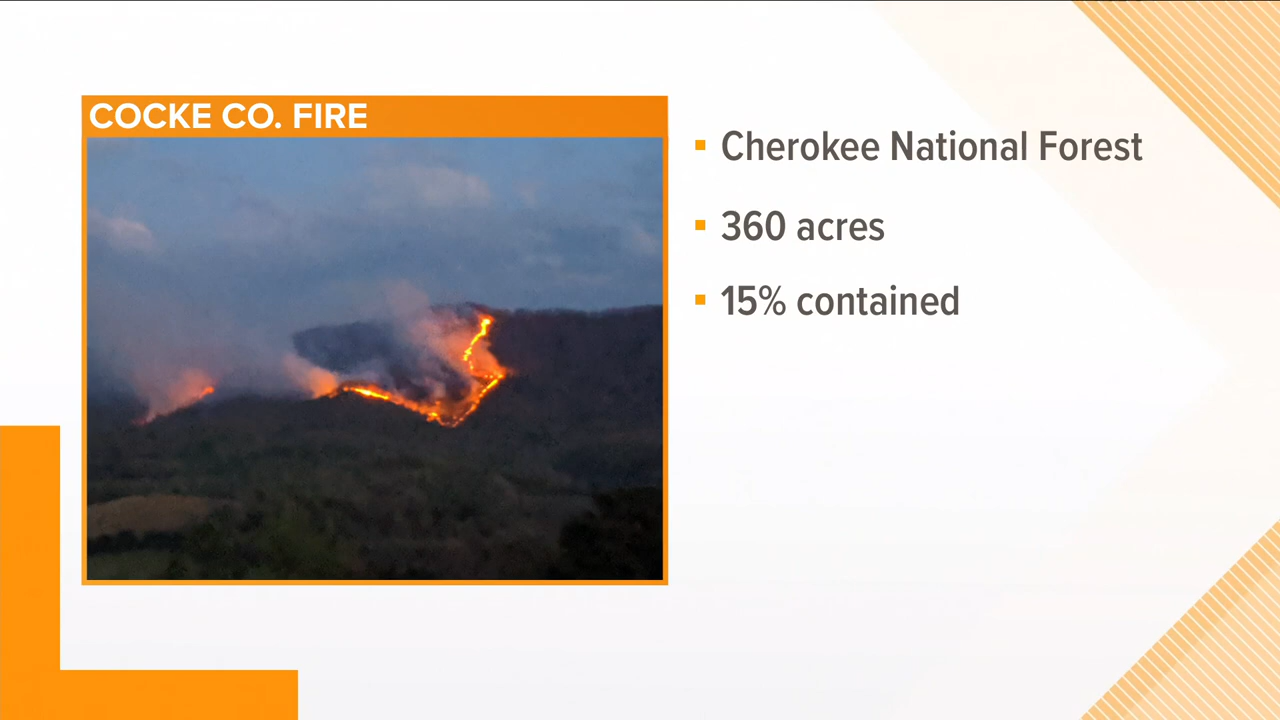 COCKE CO. FIRE
Cherokee National Forest
360 acres
15% contained